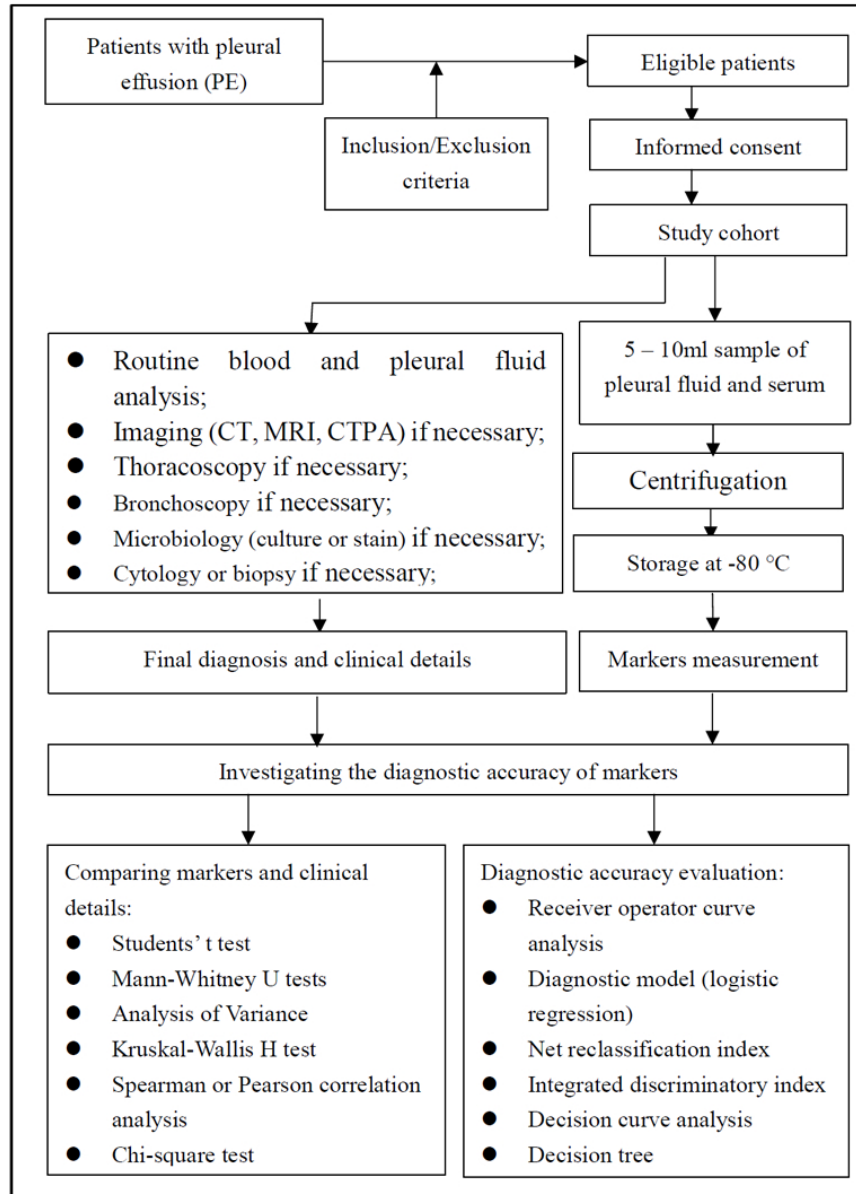 Patients with pleural
effusion (PE)
Eligible patients
Inclusion/Exclusion
criteria
Informed consent
Study cohort
● Routine blood and pleural fluid
analysis;
● Imaging (CT, MRI, CTPA) if necessary;
● Thoracoscopy if necessary;
● Bronchoscopy if necessary;
● Microbiology (culture or stain) if necessary;
● Cytology or biopsy if necessary;
5 – 10ml sample of
pleural fluid and serum
Centrifugation
Storage at -80 °C
Final diagnosis and clinical details
Markers measurement
Investigating the diagnostic accuracy of markers
Comparing markers and clinical
details:
● Students’ t test
● Mann-Whitney U tests
● Analysis of Variance
● Kruskal-Wallis H test
● Spearman or Pearson correlation
analysis
● Chi-square test
Diagnostic accuracy evaluation:
● Receiver operator curve
analysis
● Diagnostic model (logistic
regression)
● Net reclassification index
● Integrated discriminatory index
● Decision curve analysis
● Decision tree